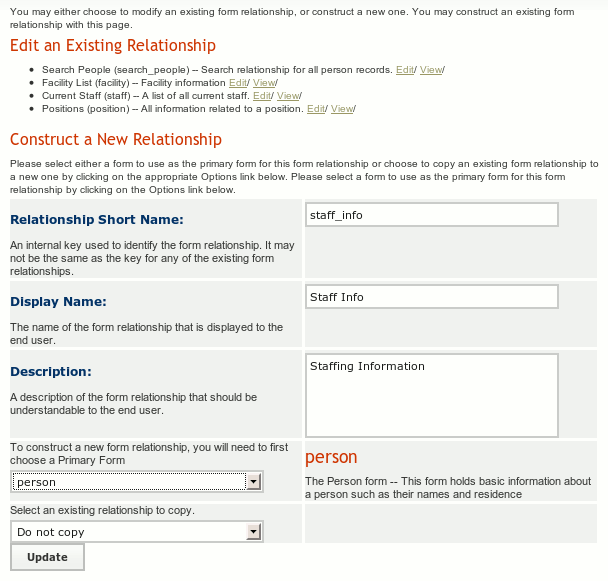 You may either choose to modify an existing form relationship, or construct a new one. You may construct an existing form
relationship with this page.
Edit an Existing Relationship
Search People (search_people) -- Search relationship for all person records. Edit/ View/
Facility List (facility) -- Facility information Edit/ View/
Current Staff (staff) -- A list of all current staff. Edit/ View/
Positions (position) -- All information related to a position. Edit/ View/
Construct a New Relationship
Please select either a form to use as the primary form for this form relationship or choose to copy an existing form relationship to
a new one by clicking on the appropriate Options link below. Please select a form to use as the primary form for this form
relationship by clicking on the Options link below.
Relationship Short Name:
staff_info
An internal key used to identify the form relationship. It may
not be the same as the key for any of the existing form
relationships.
Display Name:
Staff Info
The name of the form relationship that is displayed to the
end user.
Description:
Staffing Information
A description of the form relationship that should be
understandable to the end user.
To construct a new form relationship, you will need to first
choose a Primary Form
person
person
The Person form -- This form holds basic information about
a person such as their names and residence
Select an existing relationship to copy.
Do not copy
Update